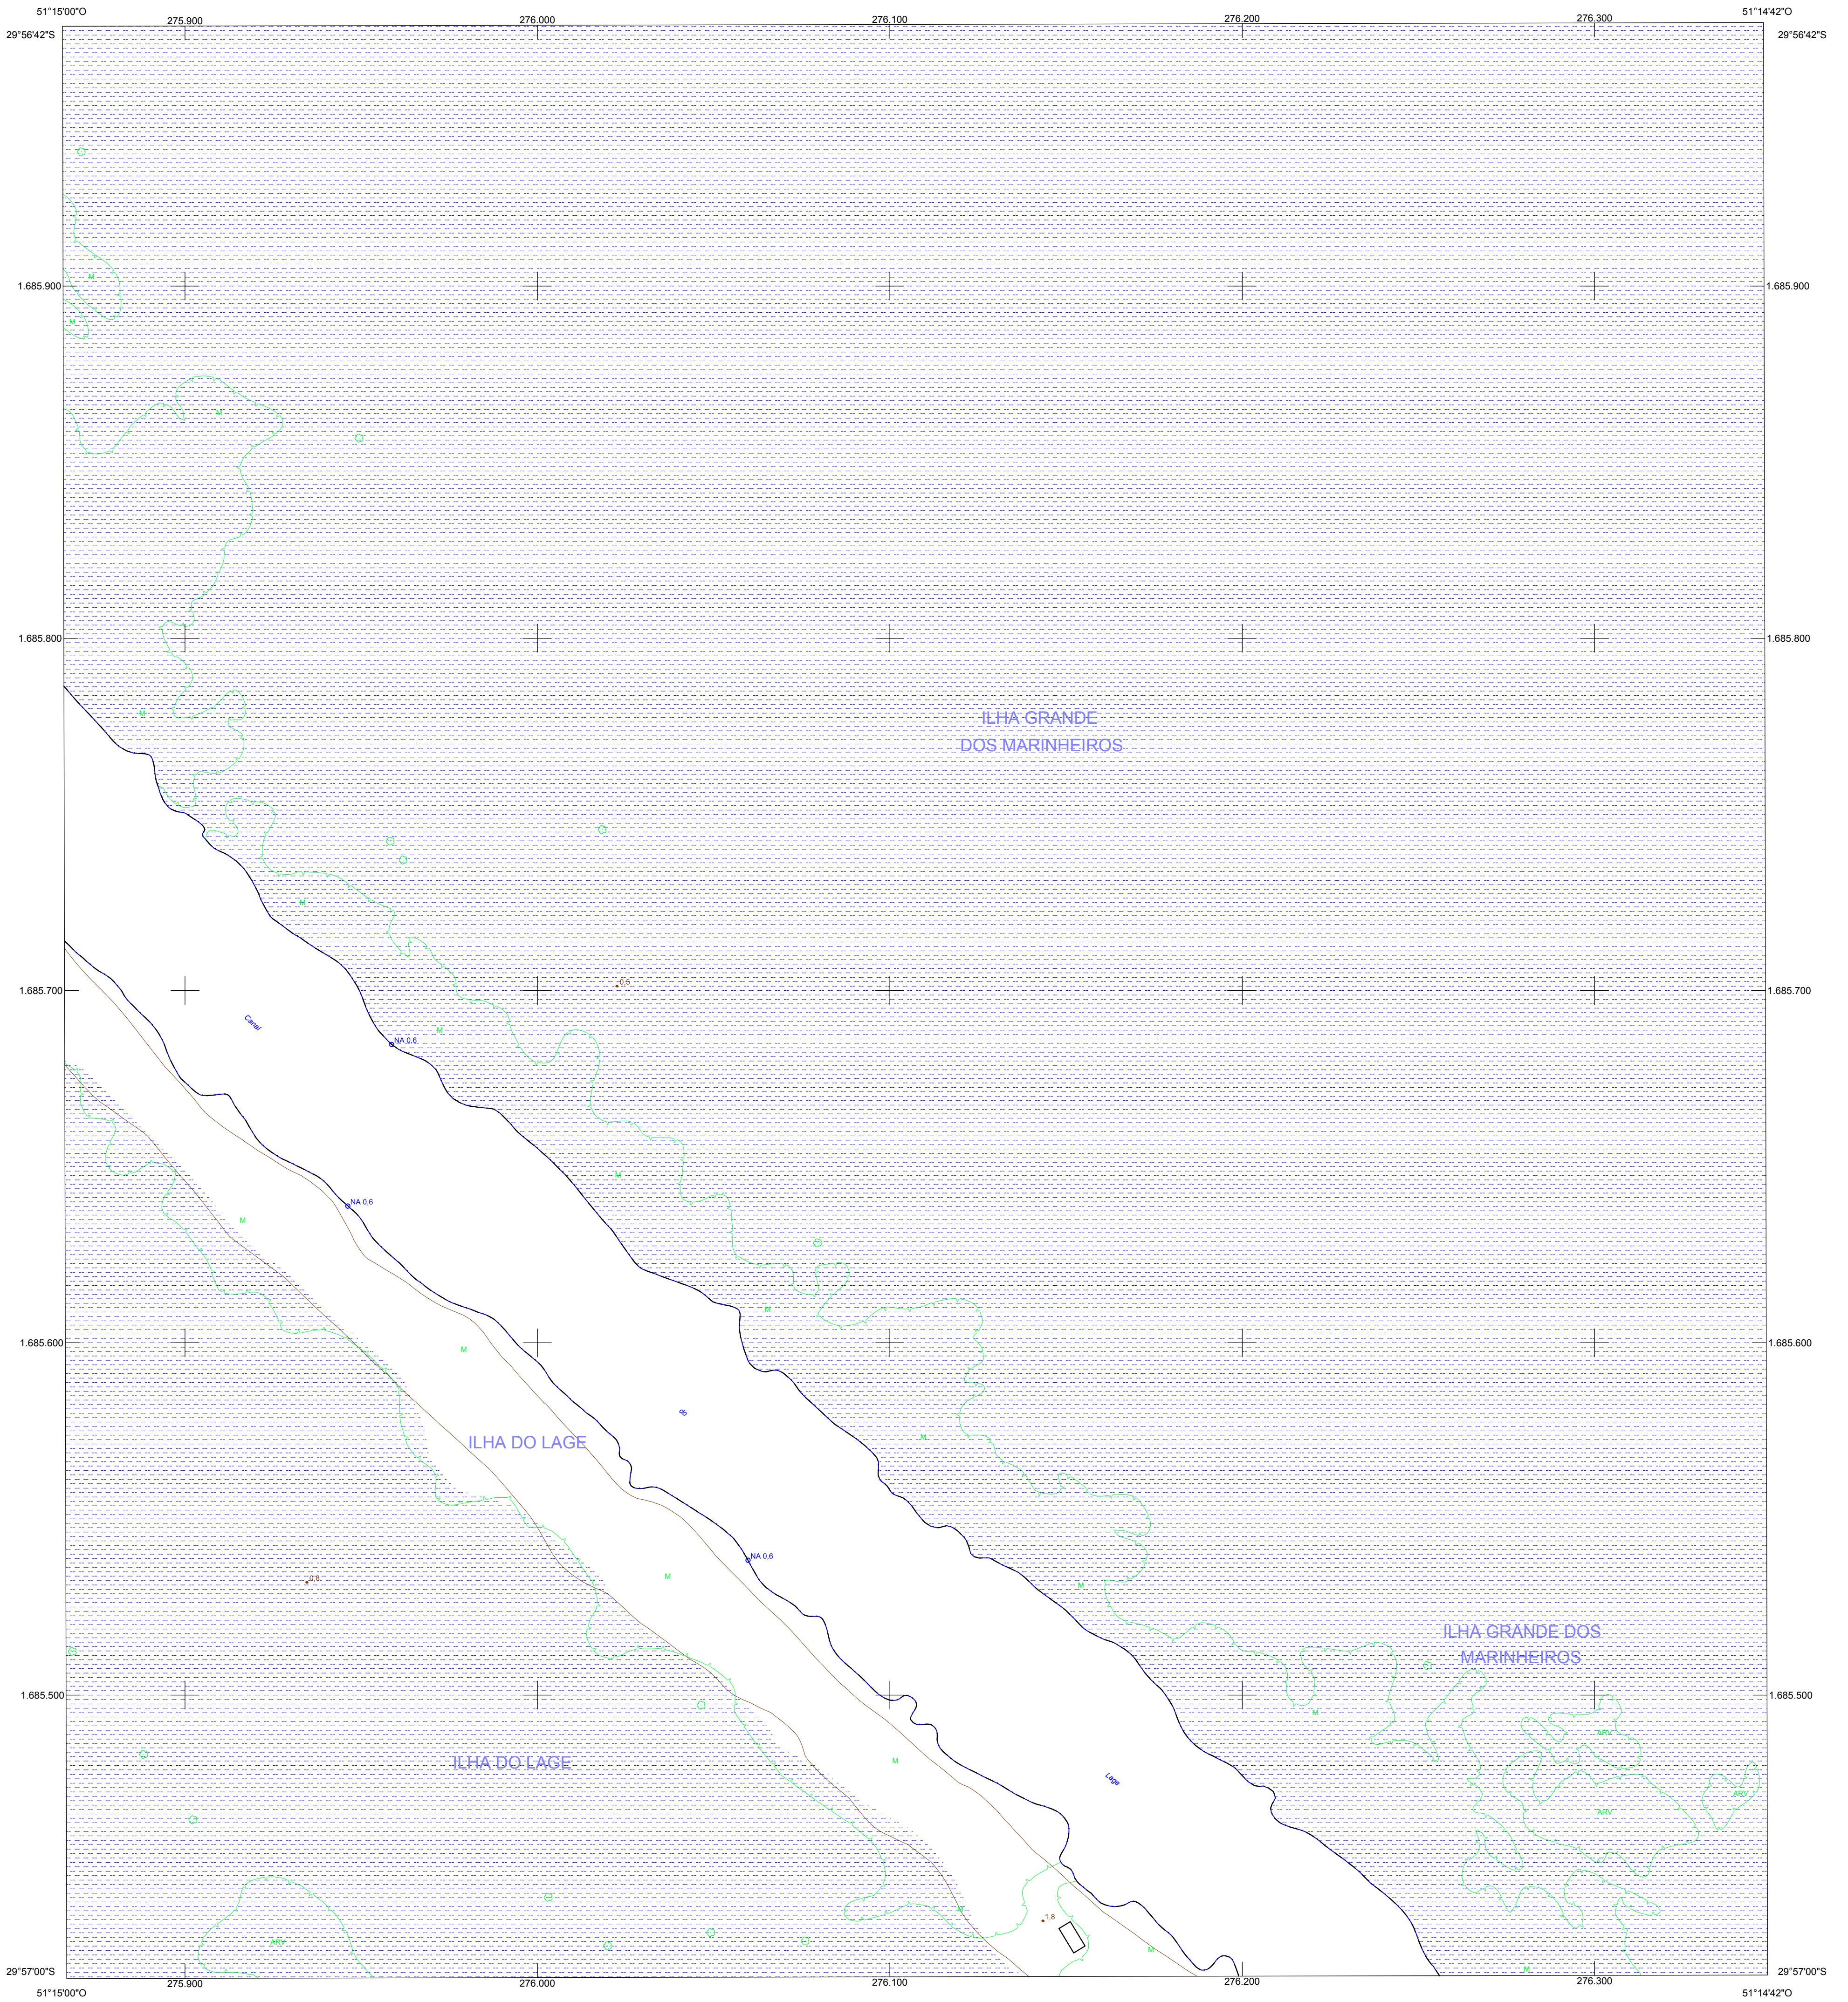 51°15'00"O
275.900
276.000
276.100
276.200
276.300
51°14'42"O
29°56'42"S
29°56'42"S
M
1.685.900
1.685.900
M
M
1.685.800
1.685.800
M
ILHA GRANDE
DOS MARINHEIROS
M
0,5
1.685.700
1.685.700
Canal
M
NA 0,6
M
NA 0,6
M
M
1.685.600
1.685.600
M
do
M
ILHA DO LAGE
NA 0,6
M
0,8
M
ILHA GRANDE DOS
MARINHEIROS
1.685.500
1.685.500
M
ARV
M
ILHA DO LAGE
Lage
ARV
ARV
M
1,8
ARV
M
M
29°57'00"S
29°57'00"S
275.900
276.000
276.100
276.200
276.300
51°15'00"O
51°14'42"O